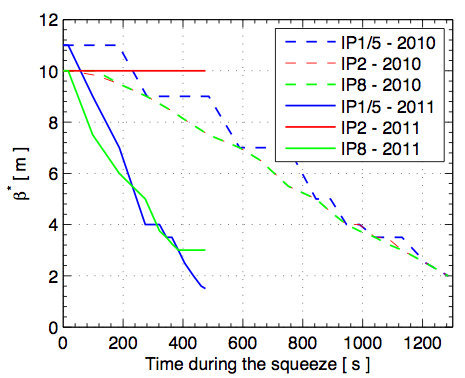 12
10
8
6
4
2
0
β* [ m ]
0 200 400 600 800 1000 1200
Time during the squeeze [ s ]
IP1/5 - 2010
IP2 - 2010
IP8 - 2010
IP1/5 - 2011
IP2 - 2011
IP8 - 2011